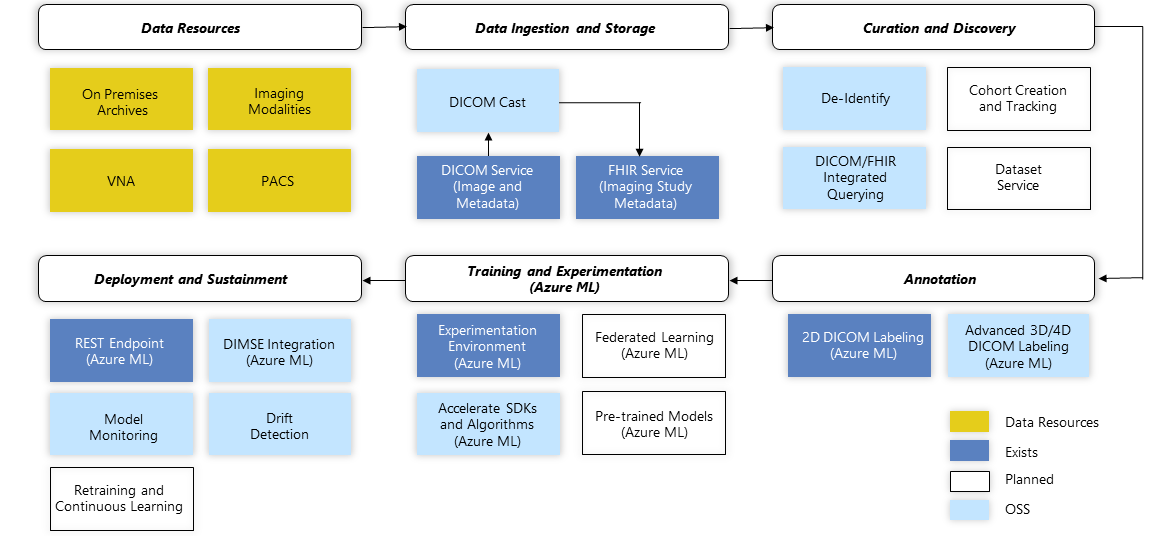 Data Resources
Data Ingestion and Storage
Curation and Discovery
On Premises
Archives
Imaging
Modalities
VNA
PACS
DICOM Cast
DICOM Service
(Image and
Metadata)
FHIR Service
(Imaging Study
Metadata)
De-Identify
Cohort Creation
and Tracking
DICOM/FHIR
Integrated
Querying
Dataset
Service
Deployment and Sustainment
Training and Experimentation
(Azure ML)
Annotation
REST Endpoint
(Azure ML)
DIMSE Integration
(Azure ML)
Model
Monitoring
Drift
Detection
Retraining and
Continuous Learning
Experimentation
Environment
(Azure ML)
Federated Learning
(Azure ML)
Accelerate SDKs
and Algorithms
(Azure ML)
Pre-trained Models
(Azure ML)
2D DICOM Labeling
(Azure ML)
Advanced 3D/4D
DICOM Labeling
(Azure ML)
Data Resources
Exists
Planned
OSS